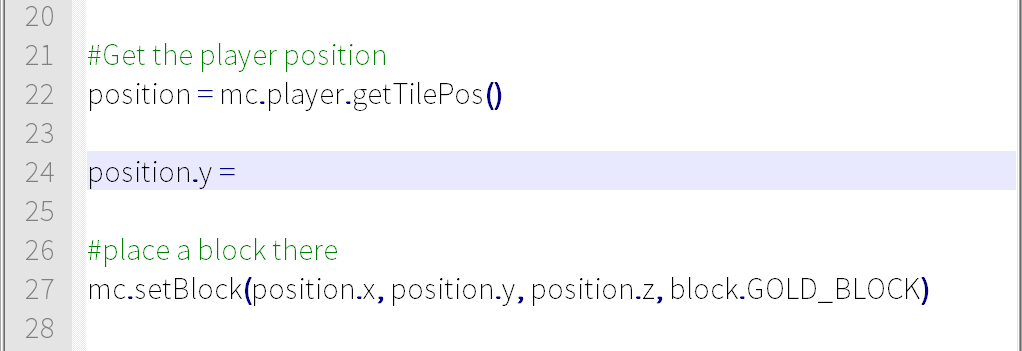 20
21 #Get the player position
22 position = mc.player.getTilePos()
23
24 position.y =
25
26 #place a block there
27 mc.setBlock(position.x, position.y, position.z, block.GOLD_BLOCK)
28